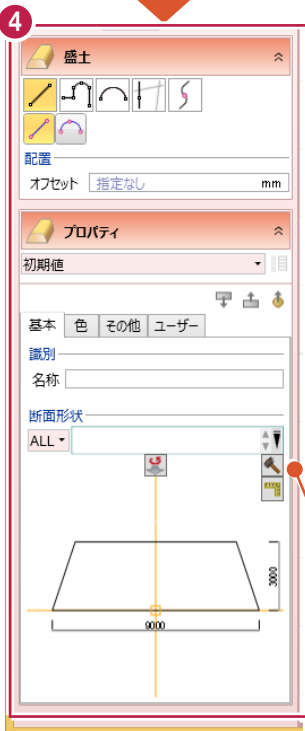 4
盛土
配置
オフセット 指定なし mm
プロパティ
初期値
基本 色 その他 ユーザー
識別
名称
断面形状
ALL
3000
9000